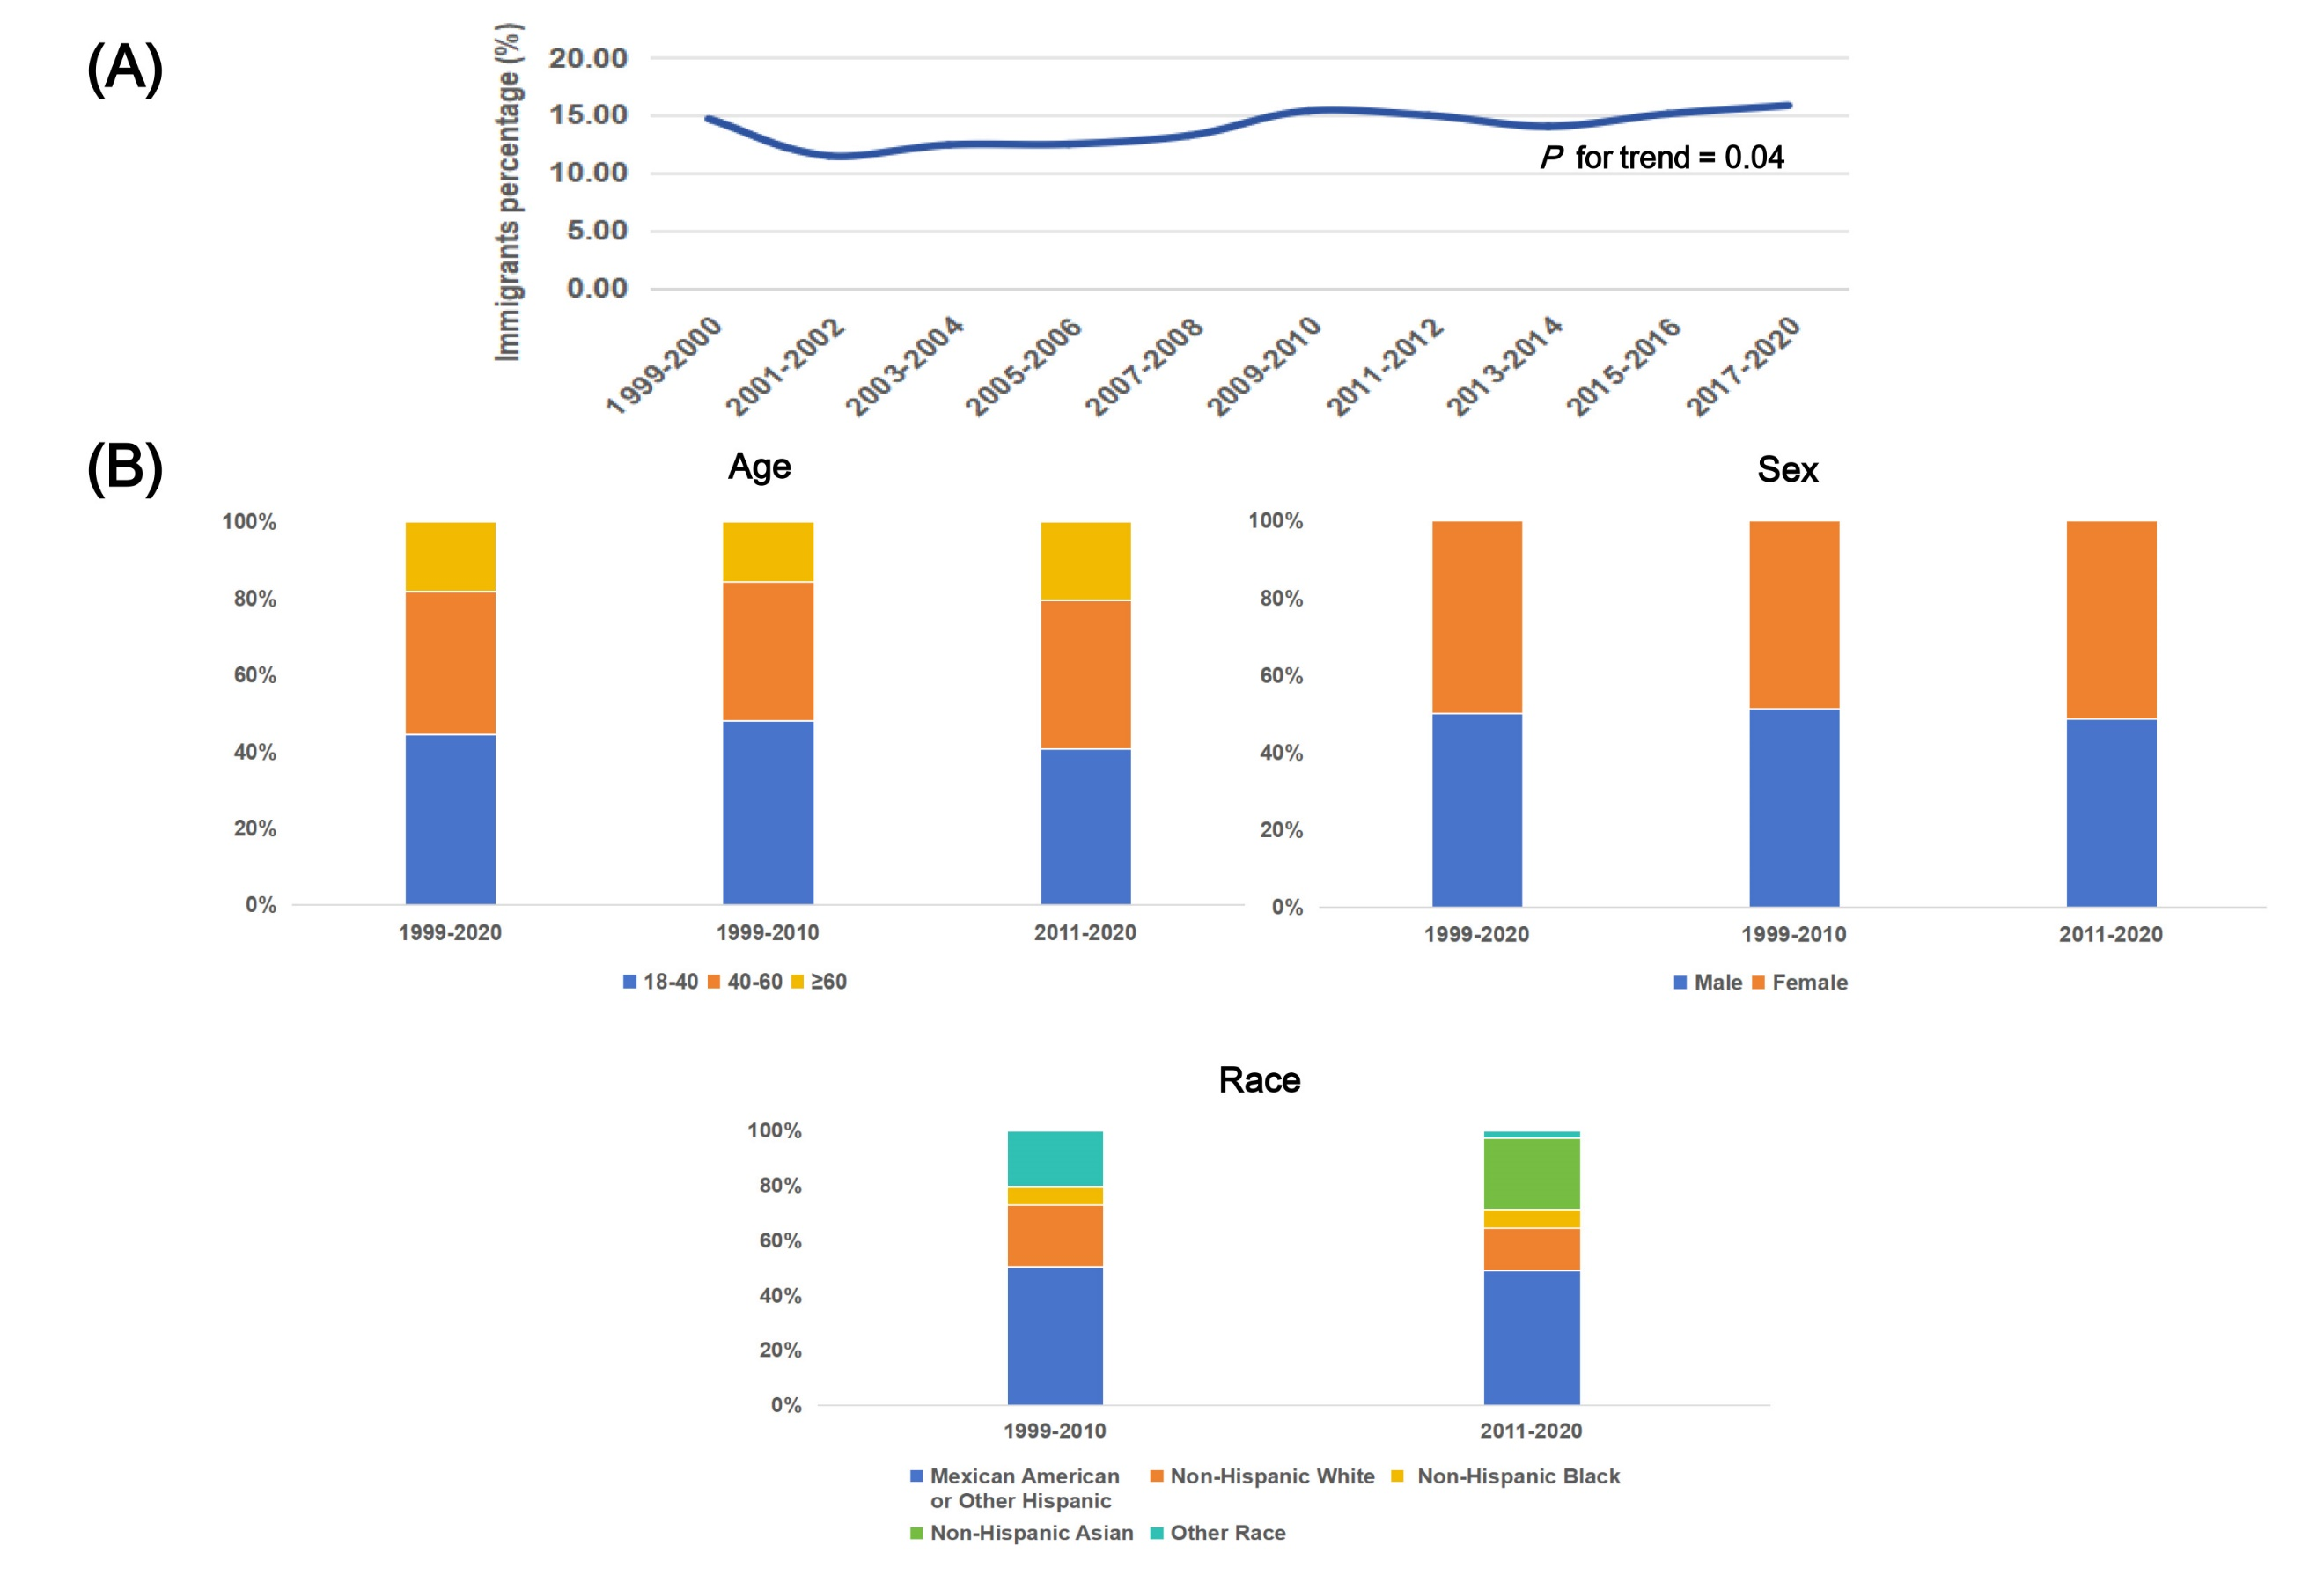 (A)
Immigrants percentage (%)
20.00
15.00
10.00
5.00
0.00
P for trend = 0.04
1999-2000
2001-2002
2003-2004
2005-2006
2007-2008
2009-2010
2011-2012
2013-2014
2015-2016
2017-2020
(B)
Age
100%
80%
60%
40%
20%
0%
1999-2020
1999-2010
2011-2020
18-40
40-60
≥60
Sex
100%
80%
60%
40%
20%
0%
1999-2020
1999-2010
2011-2020
Male
Female
Race
100%
80%
60%
40%
20%
0%
1999-2010
2011-2020
Mexican American
or Other Hispanic
Non-Hispanic White
Non-Hispanic Black
Non-Hispanic Asian
Other Race